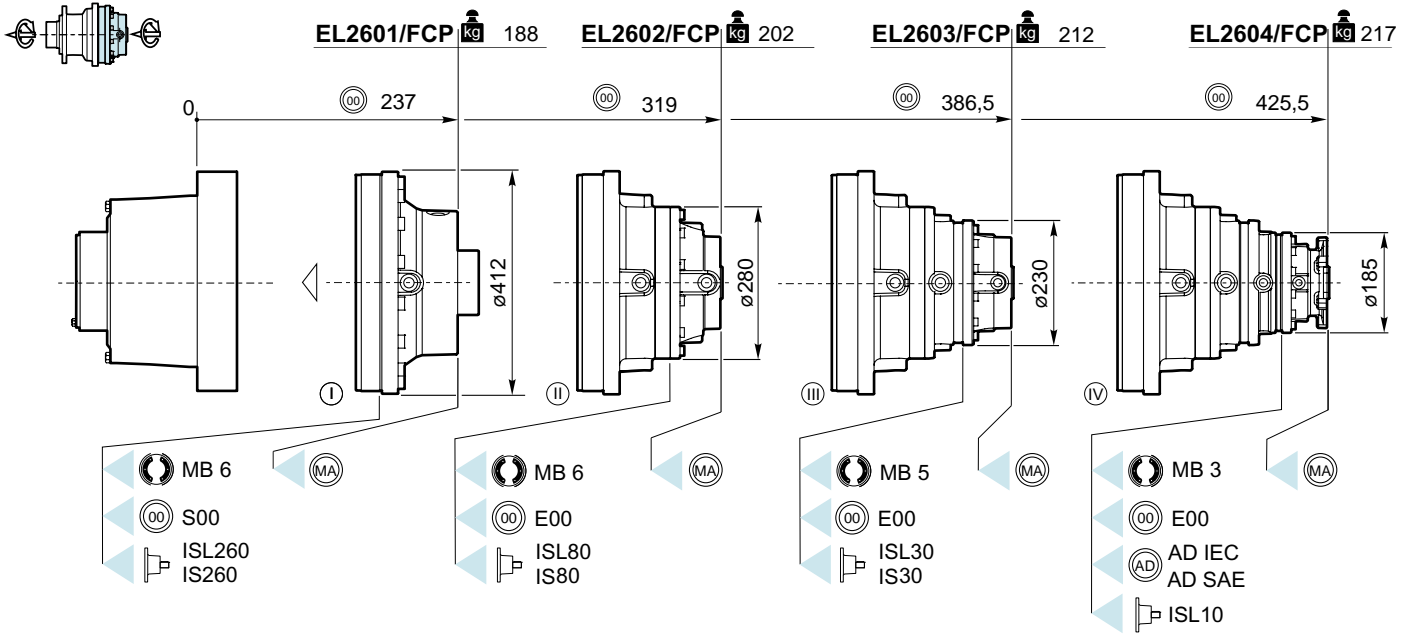 EL2601/FCP kg 188
EL2602/FCP kg 202
EL2603/FCP kg 212
EL2604/FCP kg 217
0
00 237
00 319
00 386,5
00 425,5
ø412
ø280
ø230
ø185
I
II
III
IV
MB 6
MA
00 S00
ISL260
IS260
MB 6
MA
00 E00
ISL80
IS80
MB 5
MA
00 E00
ISL30
IS30
MB 3
MA
00 E00
AD AD IEC
AD SAE
ISL10